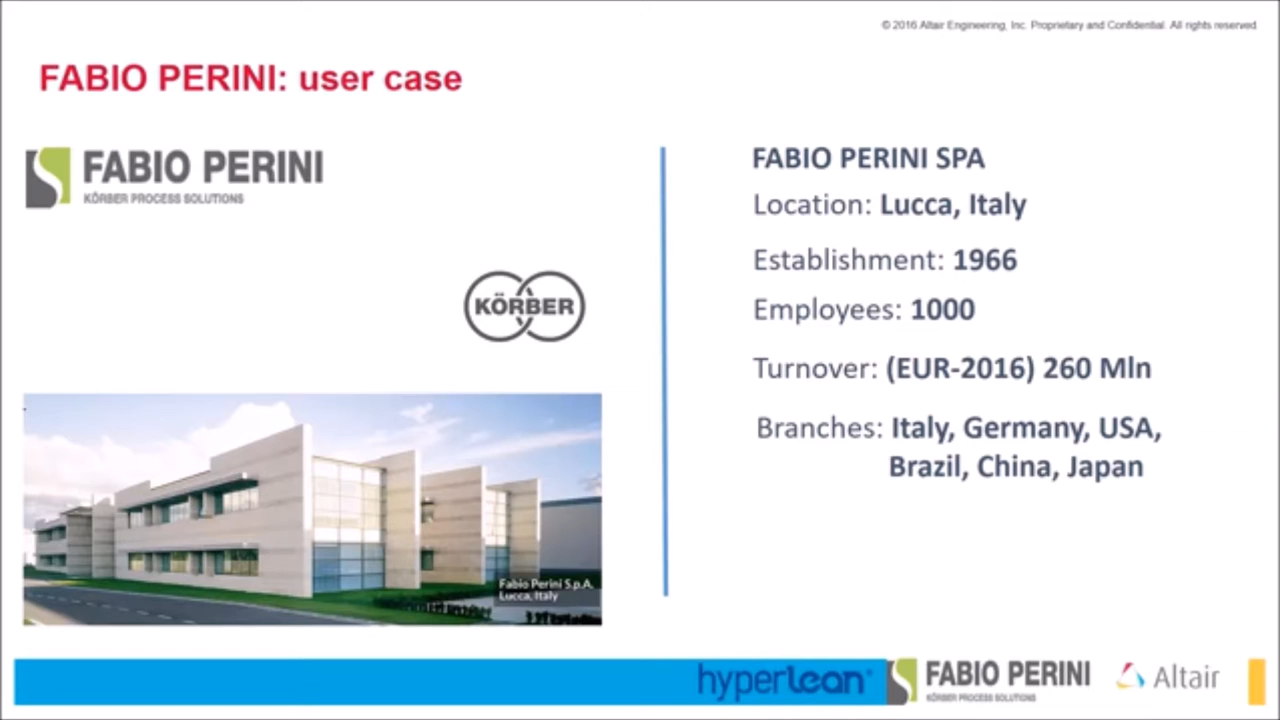 © 2016 Altair Engineering, Inc. Proprietary and Confidential. All rights reserved.
FABIO PERINI: user case
FABIO PERINI
KÖRBER PROCESS SOLUTIONS
KÖRBER
Fabio Perini S.p.A.
Lucca, Italy
FABIO PERINI SPA
Location: Lucca, Italy
Establishment: 1966
Employees: 1000
Turnover: (EUR-2016) 260 Mln
Branches: Italy, Germany, USA,
Brazil, China, Japan
hyperlean®
FABIO PERINI
KÖRBER PROCESS SOLUTIONS
Altair